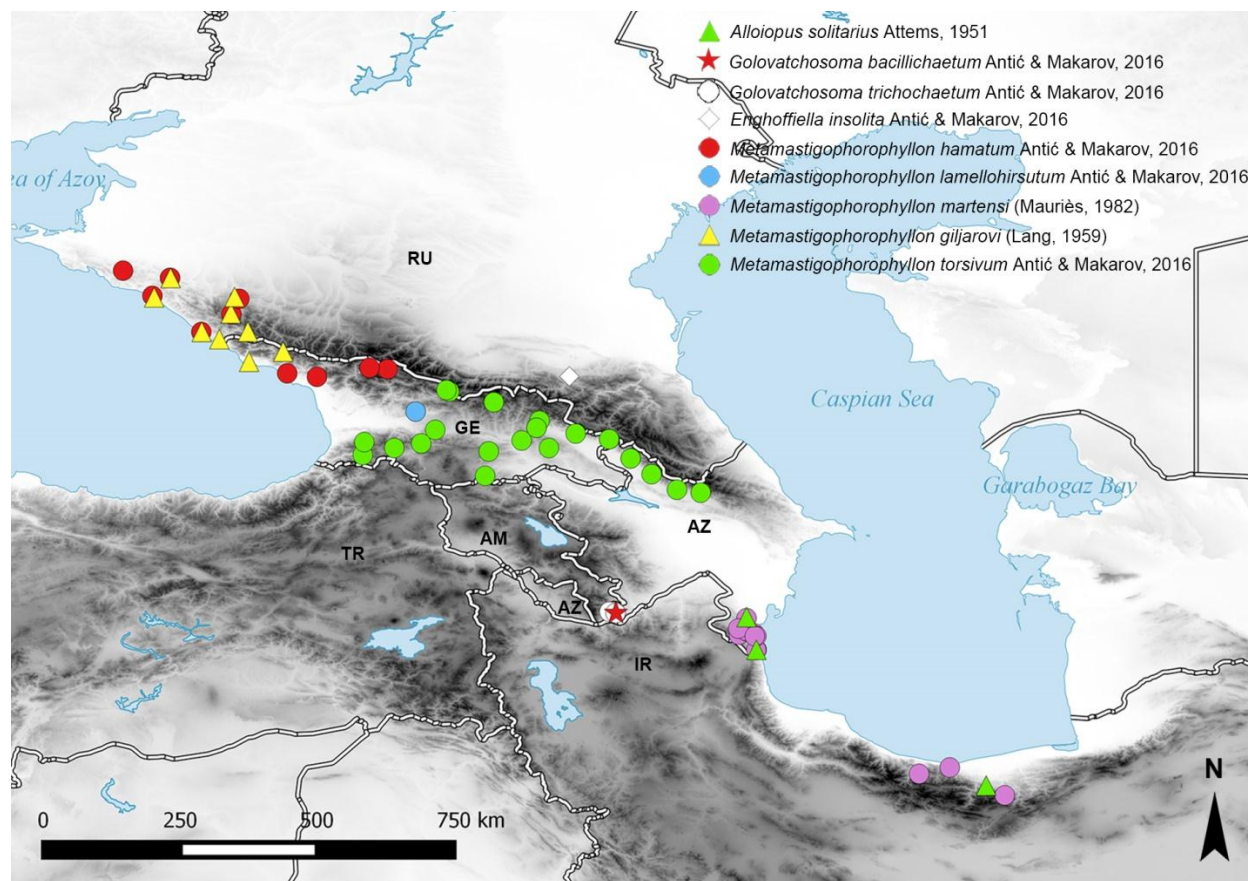 Alloiopus solitarius Attems, 1951
Golovatchosoma bacillichaetum Antić & Makarov, 2016
Golovatchosoma trichochaetum Antić & Makarov, 2016
Enghoffiella insolita Antić & Makarov, 2016
Metamastigophorophyllon hamatum Antić & Makarov, 2016
Metamastigophorophyllon lamellohirsutum Antić & Makarov, 2016
Metamastigophorophyllon martensi (Mauriès, 1982)
Metamastigophorophyllon giljarovi (Lang, 1959)
Metamastigophorophyllon torsivum Antić & Makarov, 2016
ea of Azov
RU
Caspian Sea
GE
Garabogaz Bay
AZ
AM
TR
AZ
IR
N
0 250 500 750 km